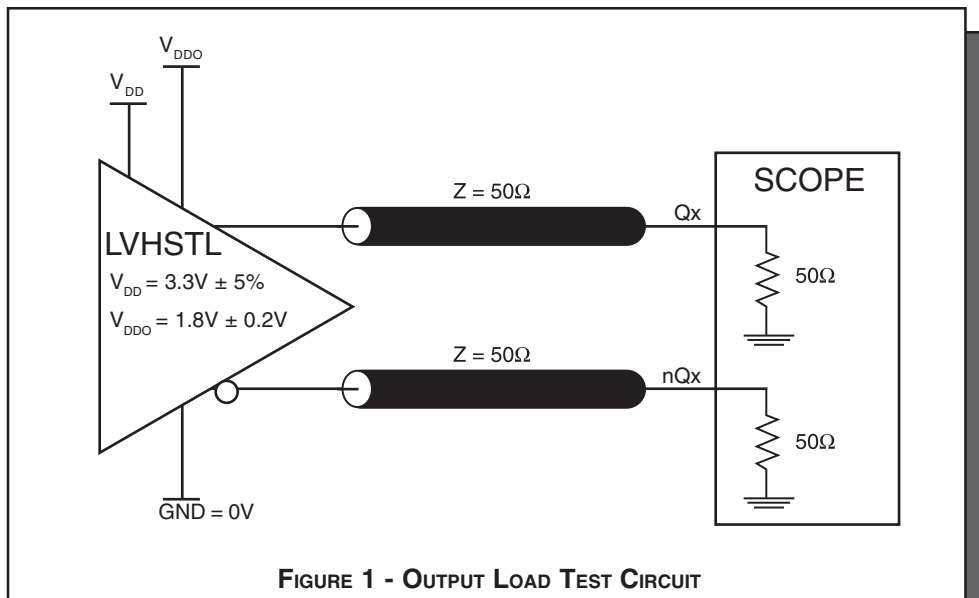 V_DDO
V_DD
Z = 50Ω
Qx
SCOPE
LVHSTL
V_DD = 3.3V ± 5%
V_DDO = 1.8V ± 0.2V
50Ω
Z = 50Ω
nQx
50Ω
GND = 0V
FIGURE 1 - OUTPUT LOAD TEST CIRCUIT